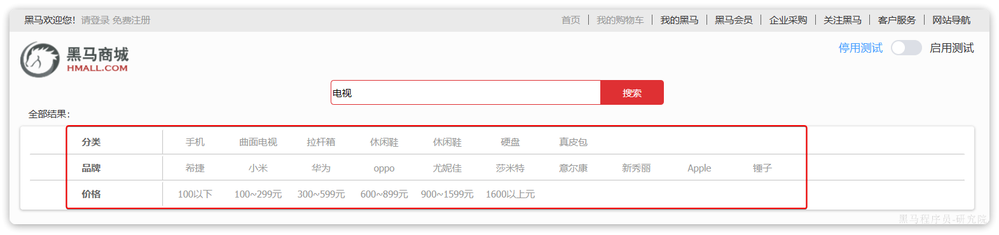 黑马欢迎您！请登录 免费注册 首页 我的购物车 我的黑马 黑马会员 企业采购 关注黑马 客户服务 网站导航
黑马商城
HMALL.COM
停用测试 启用测试
电视 搜索
全部结果：
分类 手机 曲面电视 拉杆箱 休闲鞋 休闲鞋 硬盘 真皮包
品牌 希捷 小米 华为 oppo 尤妮佳 莎米特 意尔康 新秀丽 Apple 锤子
价格 100以下 100~299元 300~599元 600~899元 900~1599元 1600以上元
黑马程序员-研究院